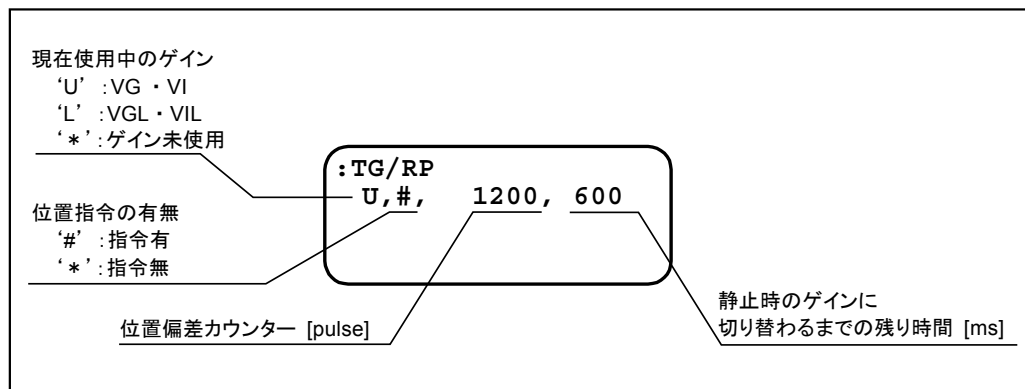 現在使用中のゲイン
‘U’ :VG ・ VI
‘L’ :VGL・VIL
‘*’:ゲイン未使用
位置指令の有無
‘#’ :指令有
‘*’:指令無
:TG/RP
U,#, 1200, 600
位置偏差カウンター [pulse]
静止時のゲインに
切り替わるまでの残り時間 [ms]